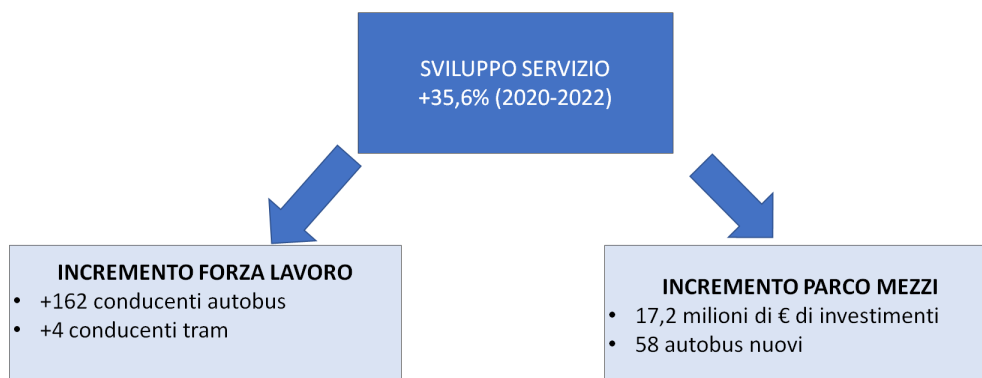 SVILUPPO SERVIZIO
+35,6% (2020-2022)
INCREMENTO FORZA LAVORO
• +162 conducenti autobus
• +4 conducenti tram
INCREMENTO PARCO MEZZI
• 17,2 milioni di € di investimenti
• 58 autobus nuovi